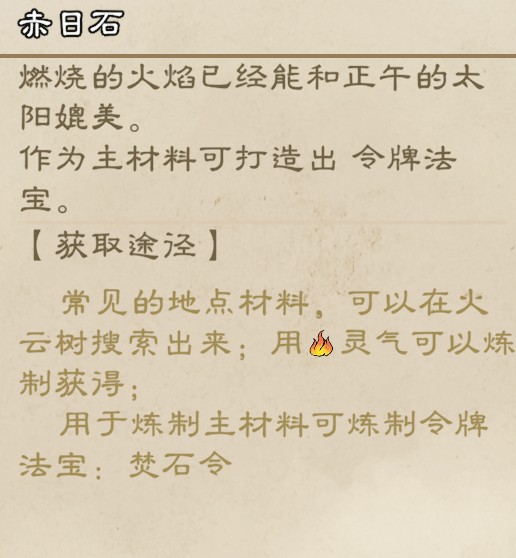 赤日石
燃烧的火焰已经能和正午的太
阳媲美。
作为主材料可打造出 令牌法
宝。
【获取途径】
常见的地点材料，可以在火
云树搜索出来；用灵气可以炼
制获得；
用于炼制主材料可炼制令牌
法宝：焚石令